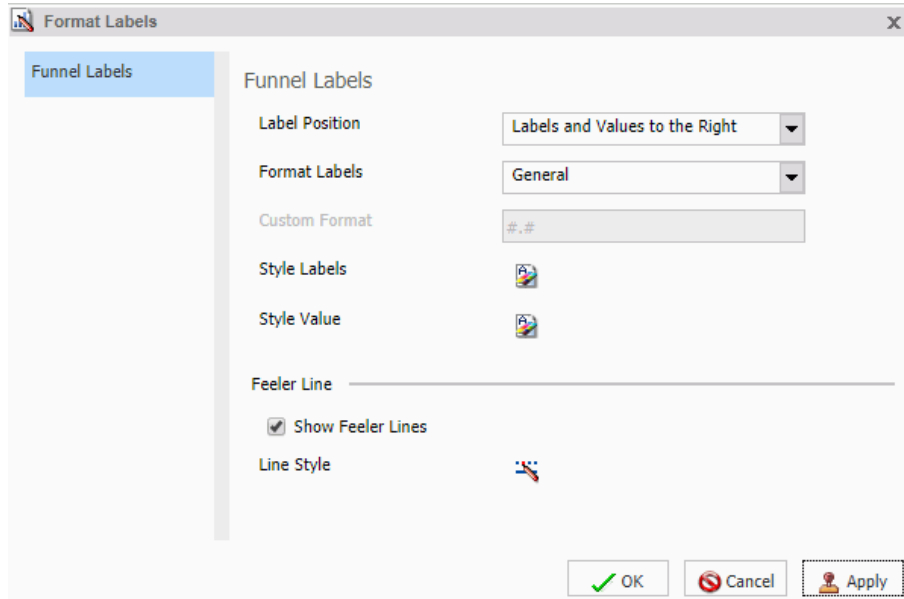 Format Labels
Funnel Labels
Funnel Labels
Label Position
Labels and Values to the Right
Format Labels
General
Custom Format
#.#
Style Labels
Style Value
Feeler Line
Show Feeler Lines
Line Style
OK
Cancel
Apply